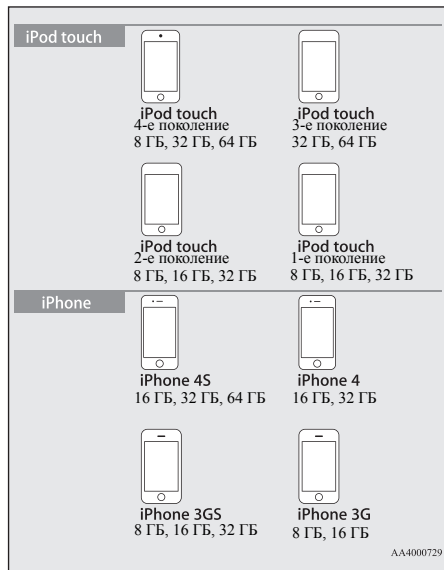 iPod touch
iPod touch
4-е поколение
8 ГБ, 32 ГБ, 64 ГБ
iPod touch
3-е поколение
32 ГБ, 64 ГБ
iPod touch
2-е поколение
8 ГБ, 16 ГБ, 32 ГБ
iPod touch
1-е поколение
8 ГБ, 16 ГБ, 32 ГБ
iPhone
iPhone 4S
16 ГБ, 32 ГБ, 64 ГБ
iPhone 4
16 ГБ, 32 ГБ
iPhone 3GS
8 ГБ, 16 ГБ, 32 ГБ
iPhone 3G
8 ГБ, 16 ГБ
AA4000729